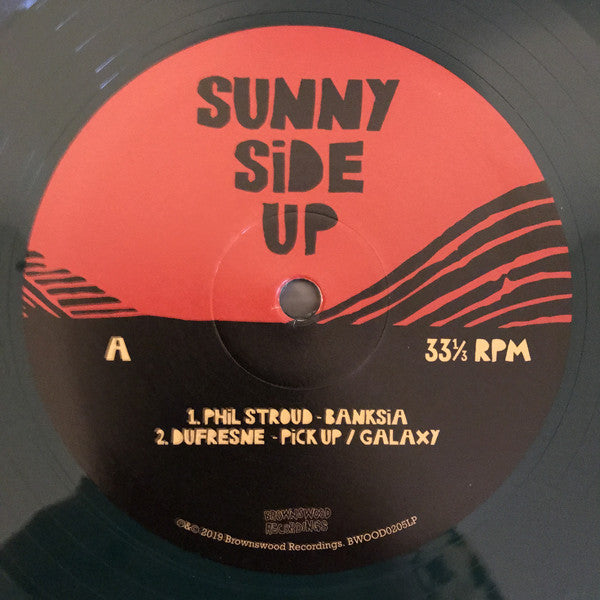 SUNNY
SiDE
UP
A
33⅓ RPM
1. PHiL STROUD - BANKSiA
2. DUFRESNE - PiCK UP / GALAXY
BROWNSWOOD
RECORDINGS
℗&© 2019 Brownswood Recordings. BWOOD0205LP